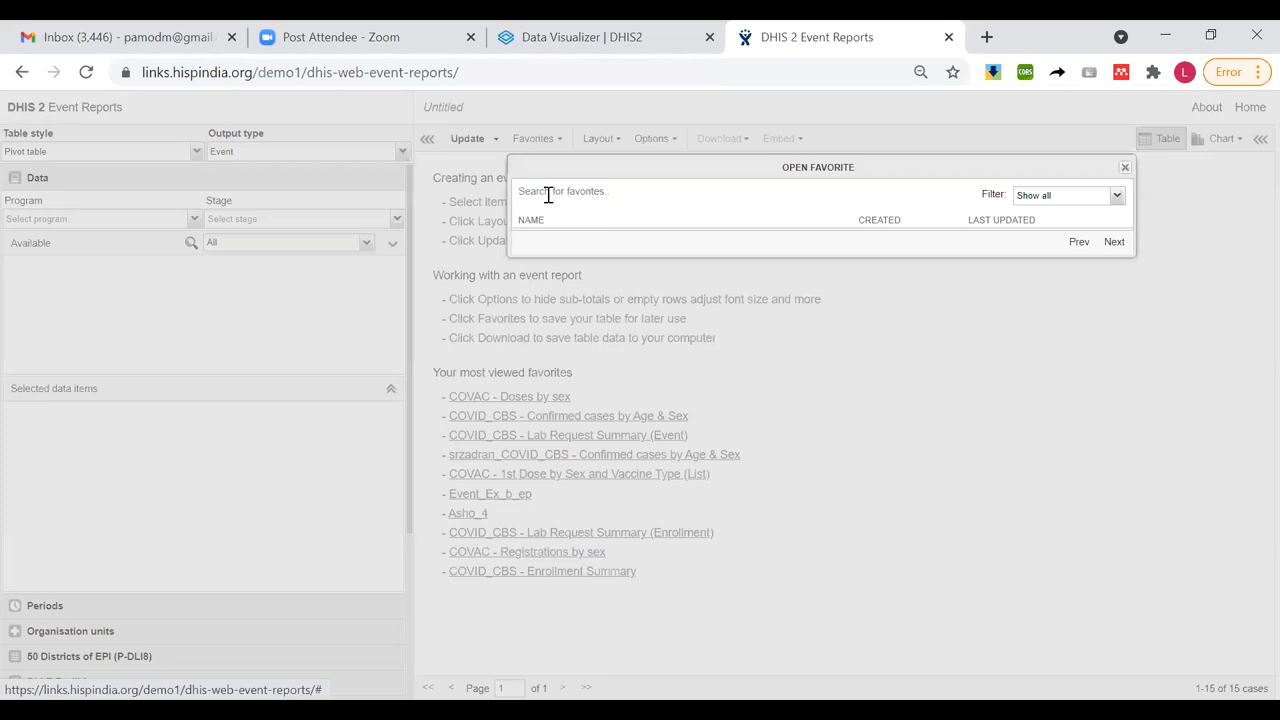 Inbox (3,446) - pamodm@gmail
Post Attendee - Zoom
Data Visualizer | DHIS2
DHIS 2 Event Reports
links.hispindia.org/demo1/dhis-web-event-reports/
CORS
L
Error
DHIS 2 Event Reports
Untitled
About
Home
Table style
Output type
Pivot table
Event
Update
Favorites
Layout
Options
Download
Embed
Table
Chart
Data
Program
Stage
Select program
Select stage
Available
All
Selected data items
Periods
Organisation units
50 Districts of EPI (P-DLI8)
OPEN FAVORITE
Search for favorites..
Filter:
Show all
NAME
CREATED
LAST UPDATED
Prev
Next
Creating an ev
- Select item
- Click Layou
- Click Upda
Working with an event report
- Click Options to hide sub-totals or empty rows adjust font size and more
- Click Favorites to save your table for later use
- Click Download to save table data to your computer
Your most viewed favorites
- COVAC - Doses by sex
- COVID_CBS - Confirmed cases by Age & Sex
- COVID_CBS - Lab Request Summary (Event)
- srzadran_COVID_CBS - Confirmed cases by Age & Sex
- COVAC - 1st Dose by Sex and Vaccine Type (List)
- Event_Ex_b_ep
- Asho_4
- COVID_CBS - Lab Request Summary (Enrollment)
- COVAC - Registrations by sex
- COVID_CBS - Enrollment Summary
https://links.hispindia.org/demo1/dhis-web-event-reports/#
<< < Page 1 of 1 > >>
1-15 of 15 cases